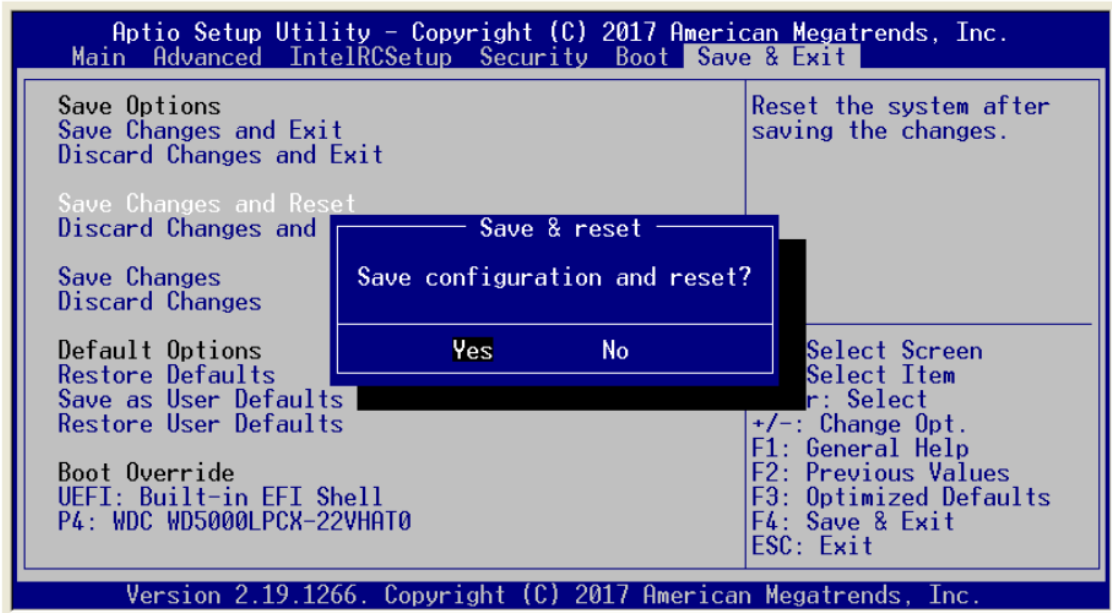 Aptio Setup Utility – Copyright (C) 2017 American Megatrends, Inc.
Main Advanced IntelRCSetup Security Boot Save & Exit
Save Options
Save Changes and Exit
Discard Changes and Exit
Save Changes and Reset
Discard Changes and
Save Changes
Discard Changes
Default Options
Restore Defaults
Save as User Defaults
Restore User Defaults
Boot Override
UEFI: Built-in EFI Shell
P4: WDC WD5000LPCX-22VHAT0
Save & reset
Save configuration and reset?
Yes No
Reset the system after
saving the changes.
Select Screen
Select Item
r: Select
+/-: Change Opt.
F1: General Help
F2: Previous Values
F3: Optimized Defaults
F4: Save & Exit
ESC: Exit
Version 2.19.1266. Copyright (C) 2017 American Megatrends, Inc.